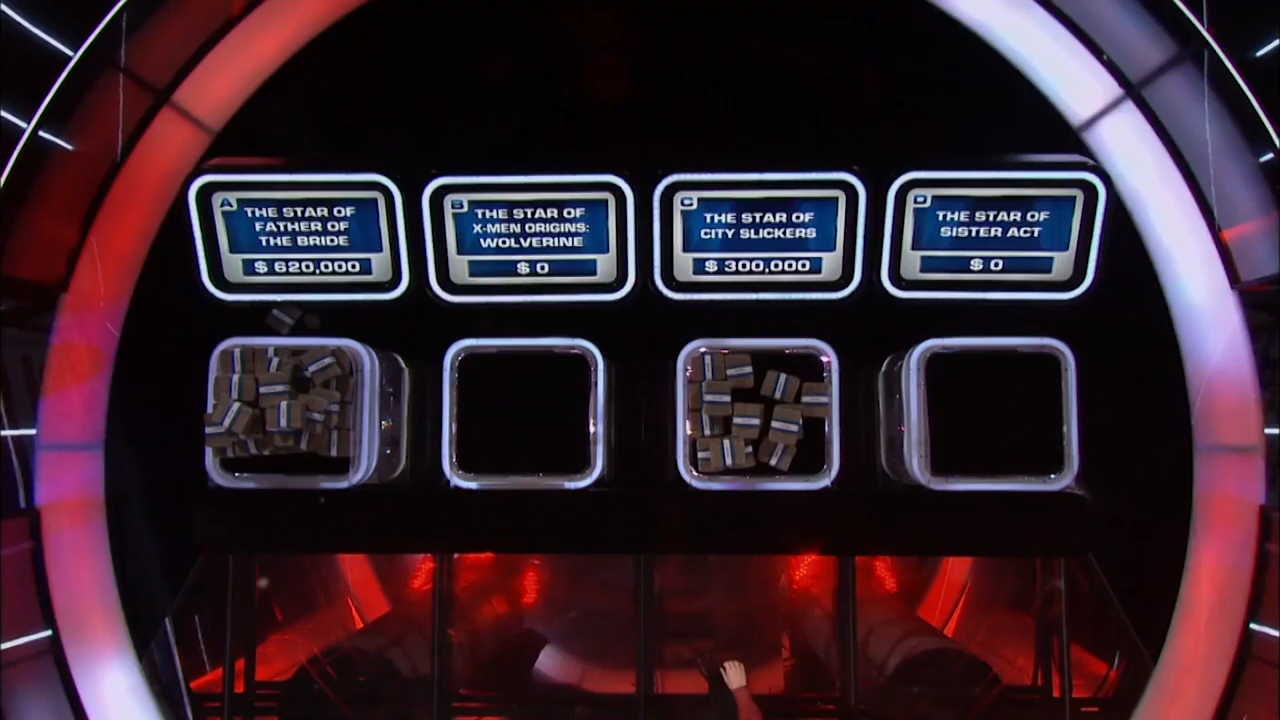 A
THE STAR OF
FATHER OF
THE BRIDE
$ 620,000
B
THE STAR OF
X-MEN ORIGINS:
WOLVERINE
$ 0
C
THE STAR OF
CITY SLICKERS
$ 300,000
D
THE STAR OF
SISTER ACT
$ 0